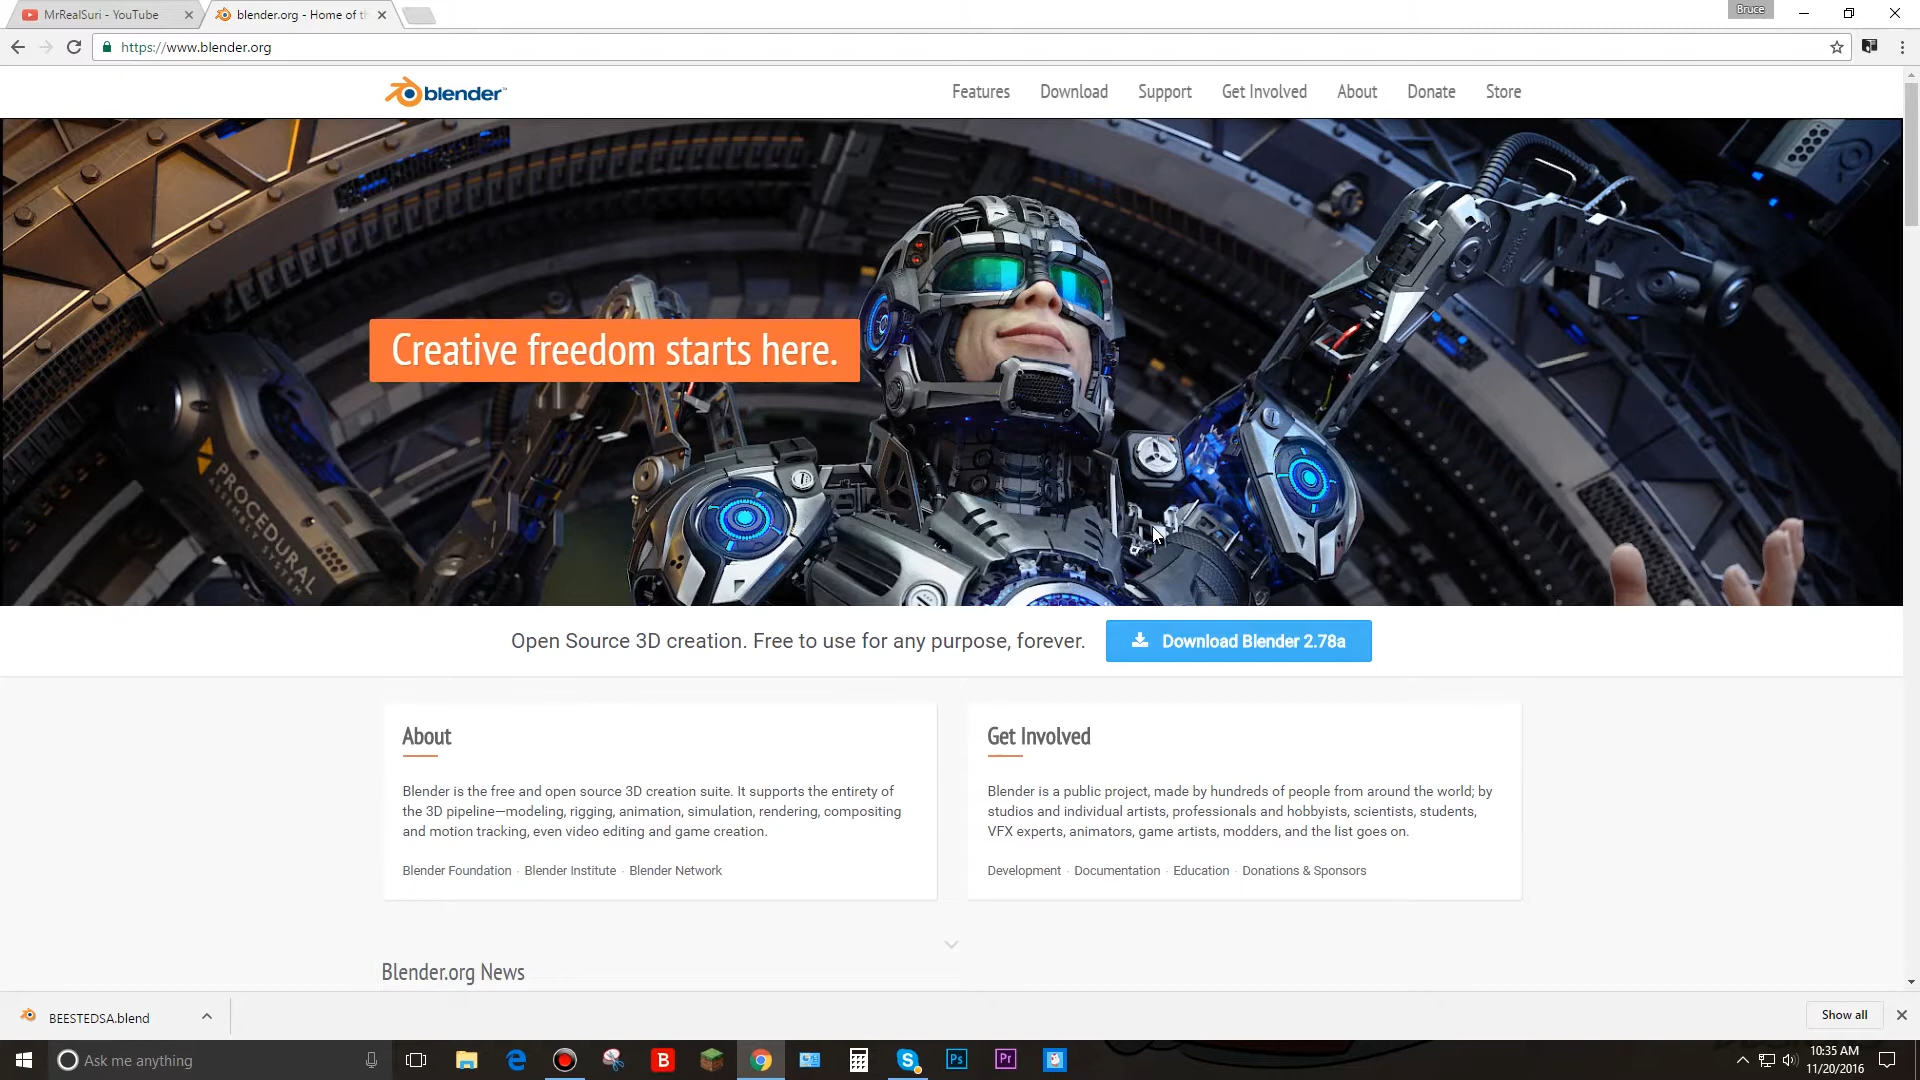 MrRealSuri - YouTube
blender.org - Home of th
Bruce
https://www.blender.org
blender
Features
Download
Support
Get Involved
About
Donate
Store
Creative freedom starts here.
PROCEDURAL
ASSEMBLY SYSTEM
Open Source 3D creation. Free to use for any purpose, forever.
Download Blender 2.78a
About
Blender is the free and open source 3D creation suite. It supports the entirety of
the 3D pipeline—modeling, rigging, animation, simulation, rendering, compositing
and motion tracking, even video editing and game creation.
Blender Foundation · Blender Institute · Blender Network
Get Involved
Blender is a public project, made by hundreds of people from around the world; by
studios and individual artists, professionals and hobbyists, scientists, students,
VFX experts, animators, game artists, modders, and the list goes on.
Development · Documentation · Education · Donations & Sponsors
Blender.org News
BEESTEDSA.blend
Show all
Ask me anything
B
Ps
Pr
10:35 AM
11/20/2016